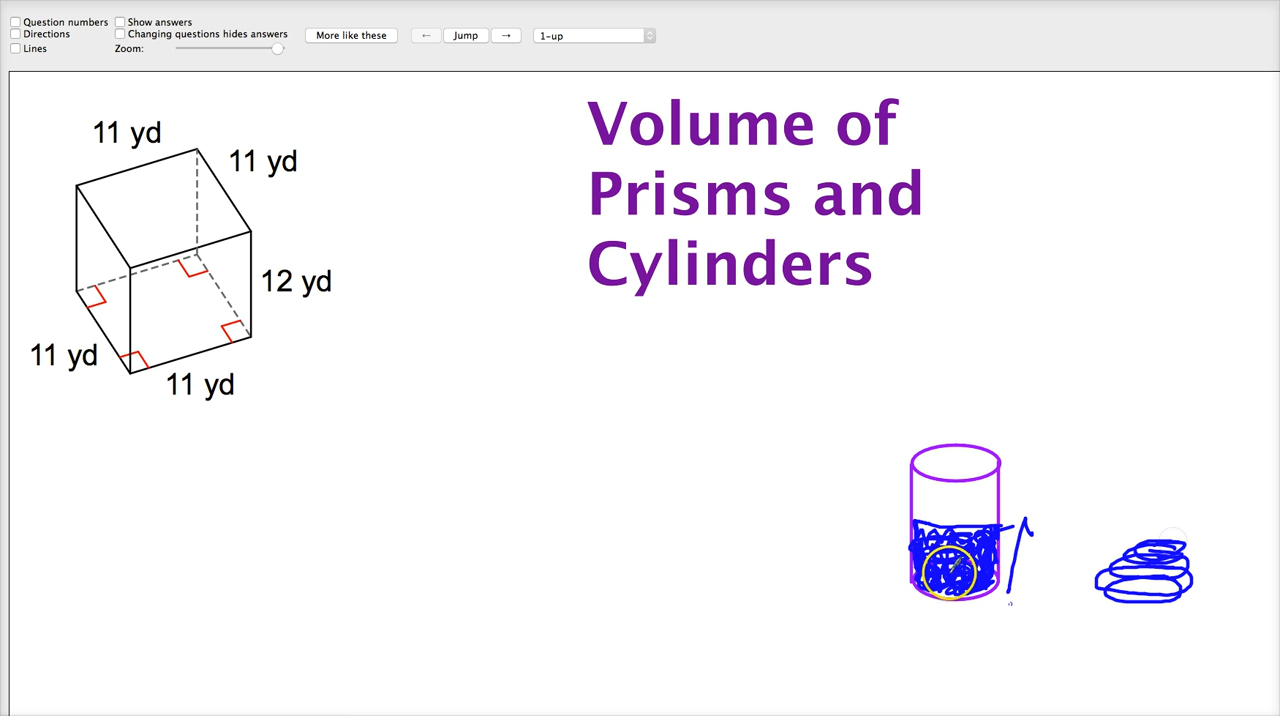 Question numbers
Show answers
Directions
Changing questions hides answers
Lines
Zoom:
More like these
←
Jump
→
1-up
11 yd
11 yd
12 yd
11 yd
11 yd
Volume of
Prisms and
Cylinders